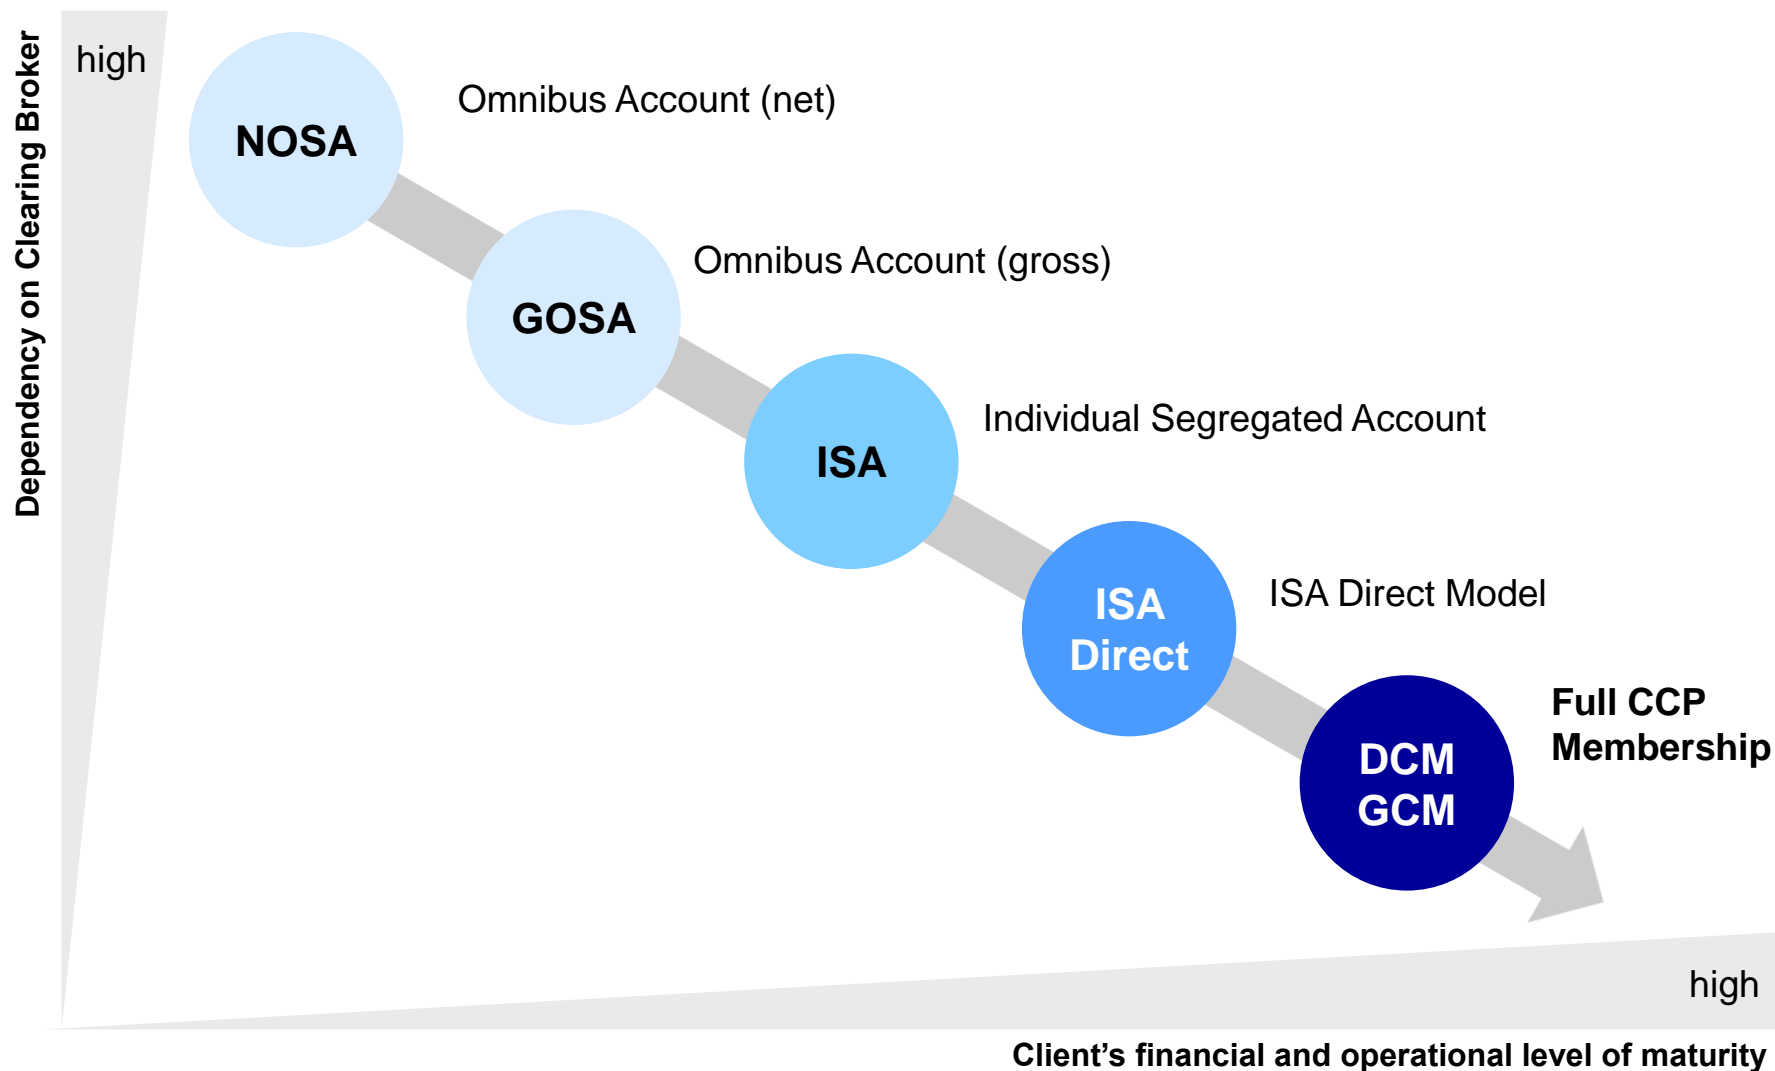 Dependency on Clearing Broker
high
NOSA
Omnibus Account (net)
GOSA
Omnibus Account (gross)
ISA
Individual Segregated Account
ISA
Direct
ISA Direct Model
DCM
GCM
Full CCP
Membership
high
Client’s financial and operational level of maturity